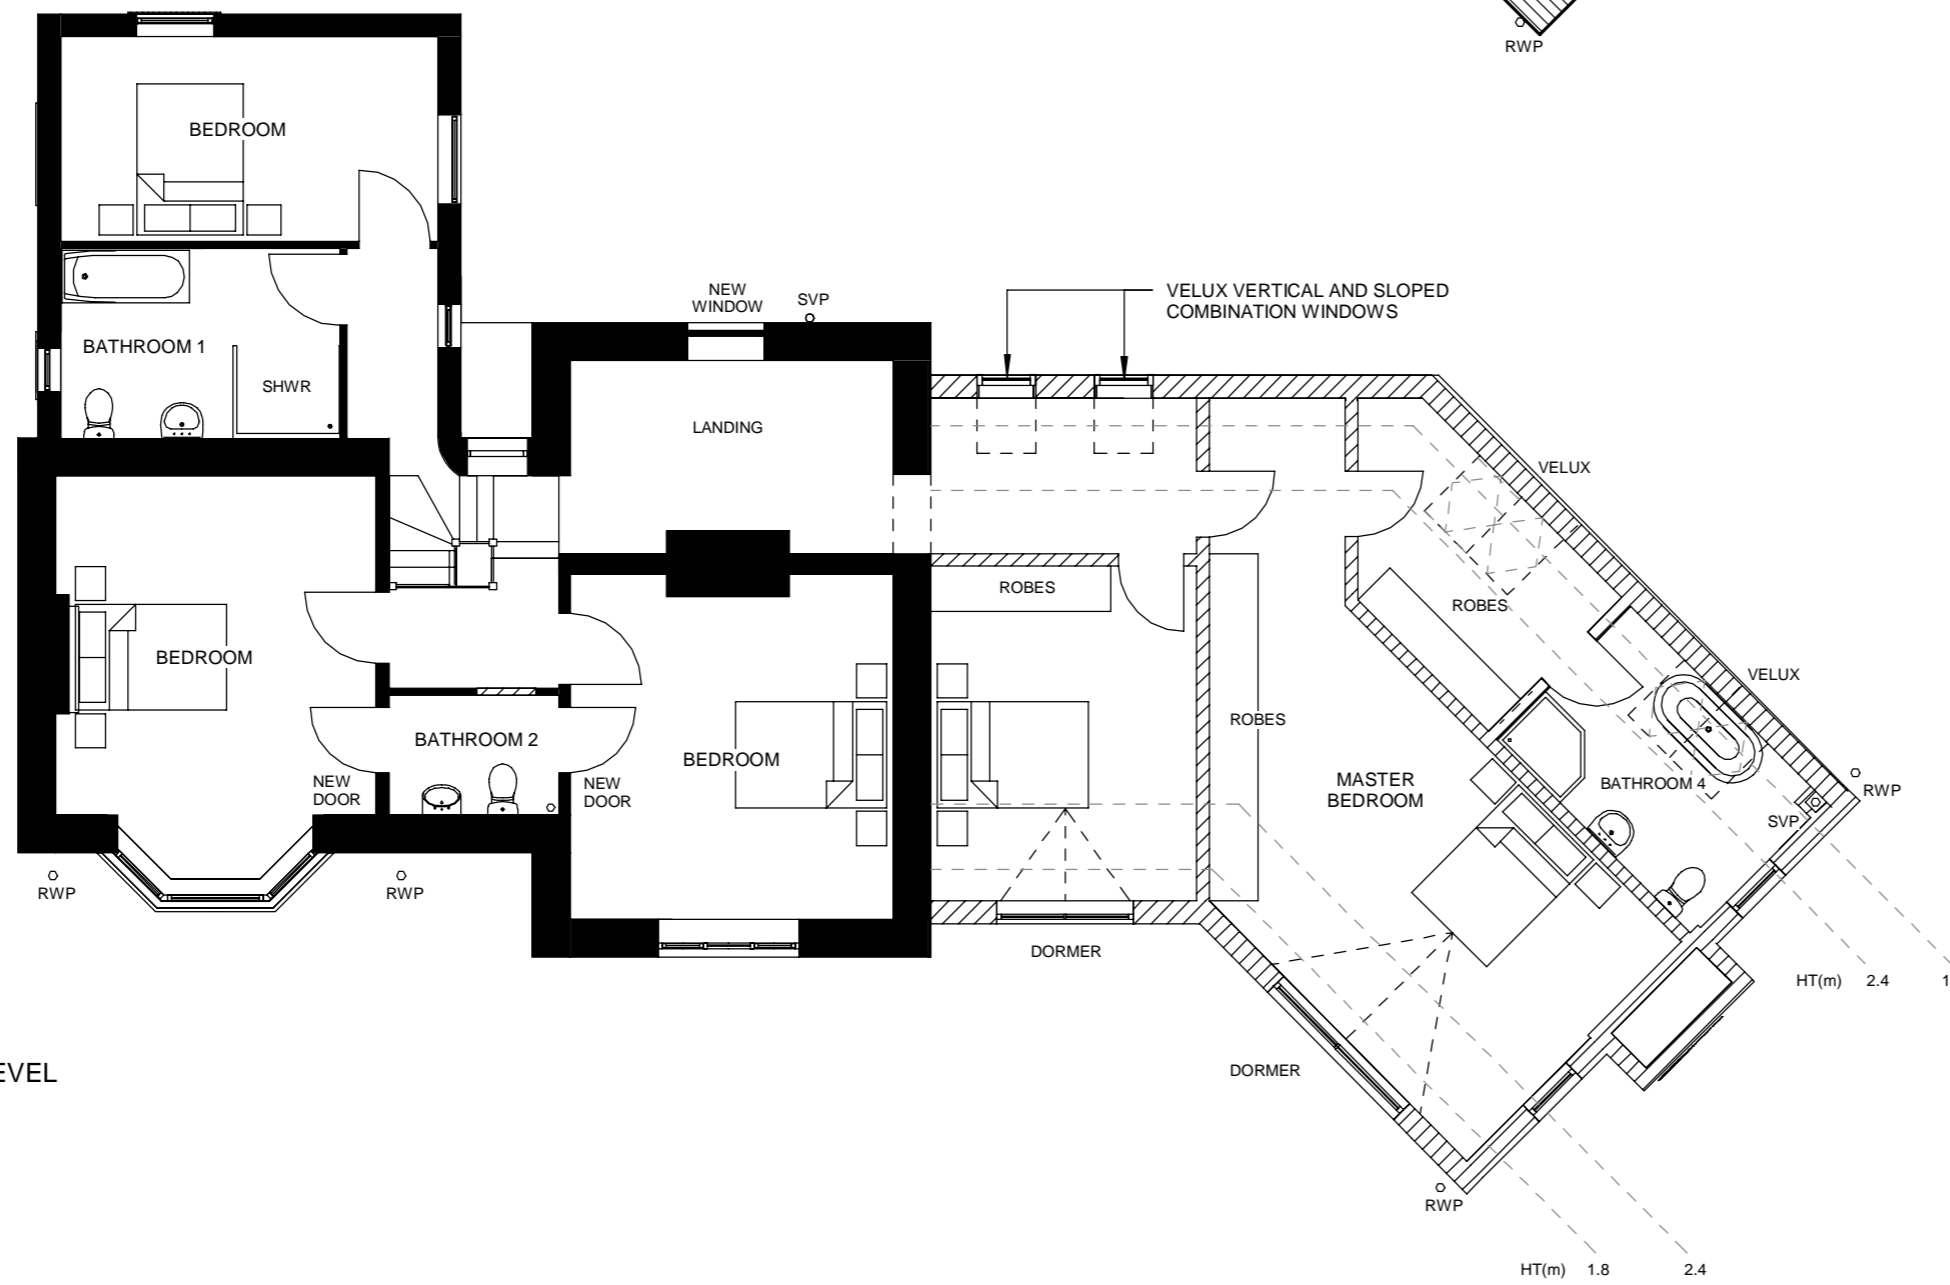 RWP
BEDROOM
BATHROOM 1
SHWR
NEW
WINDOW
SVP
VELUX VERTICAL AND SLOPED
COMBINATION WINDOWS
LANDING
VELUX
ROBES
ROBES
BEDROOM
VELUX
ROBES
BATHROOM 2
BEDROOM
MASTER
BEDROOM
BATHROOM 4
NEW
DOOR
NEW
DOOR
RWP
SVP
RWP
RWP
DORMER
HT(m) 2.4 1
DORMER
EVEL
RWP
HT(m) 1.8 2.4